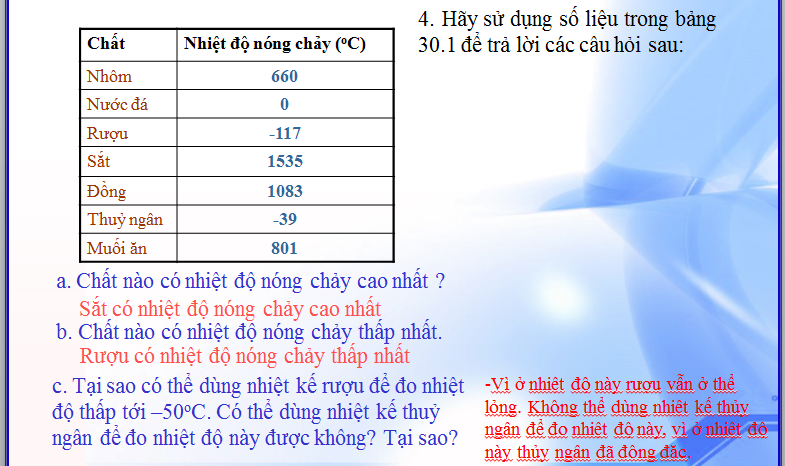 4. Hãy sử dụng số liệu trong bảng
30.1 để trả lời các câu hỏi sau:
Chất Nhiệt độ nóng chảy (ºC)
Nhôm 660
Nước đá 0
Rượu -117
Sắt 1535
Đồng 1083
Thuỷ ngân -39
Muối ăn 801
a. Chất nào có nhiệt độ nóng chảy cao nhất ?
Sắt có nhiệt độ nóng chảy cao nhất
b. Chất nào có nhiệt độ nóng chảy thấp nhất.
Rượu có nhiệt độ nóng chảy thấp nhất
c. Tại sao có thể dùng nhiệt kế rượu để đo nhiệt
độ thấp tới –50ºC. Có thể dùng nhiệt kế thuỷ
ngân để đo nhiệt độ này được không? Tại sao?
-Vì ở nhiệt độ này rượu vẫn ở thể
lỏng. Không thể dùng nhiệt kế thủy
ngân để đo nhiệt độ này, vì ở nhiệt độ
này thủy ngân đã đông đặc.